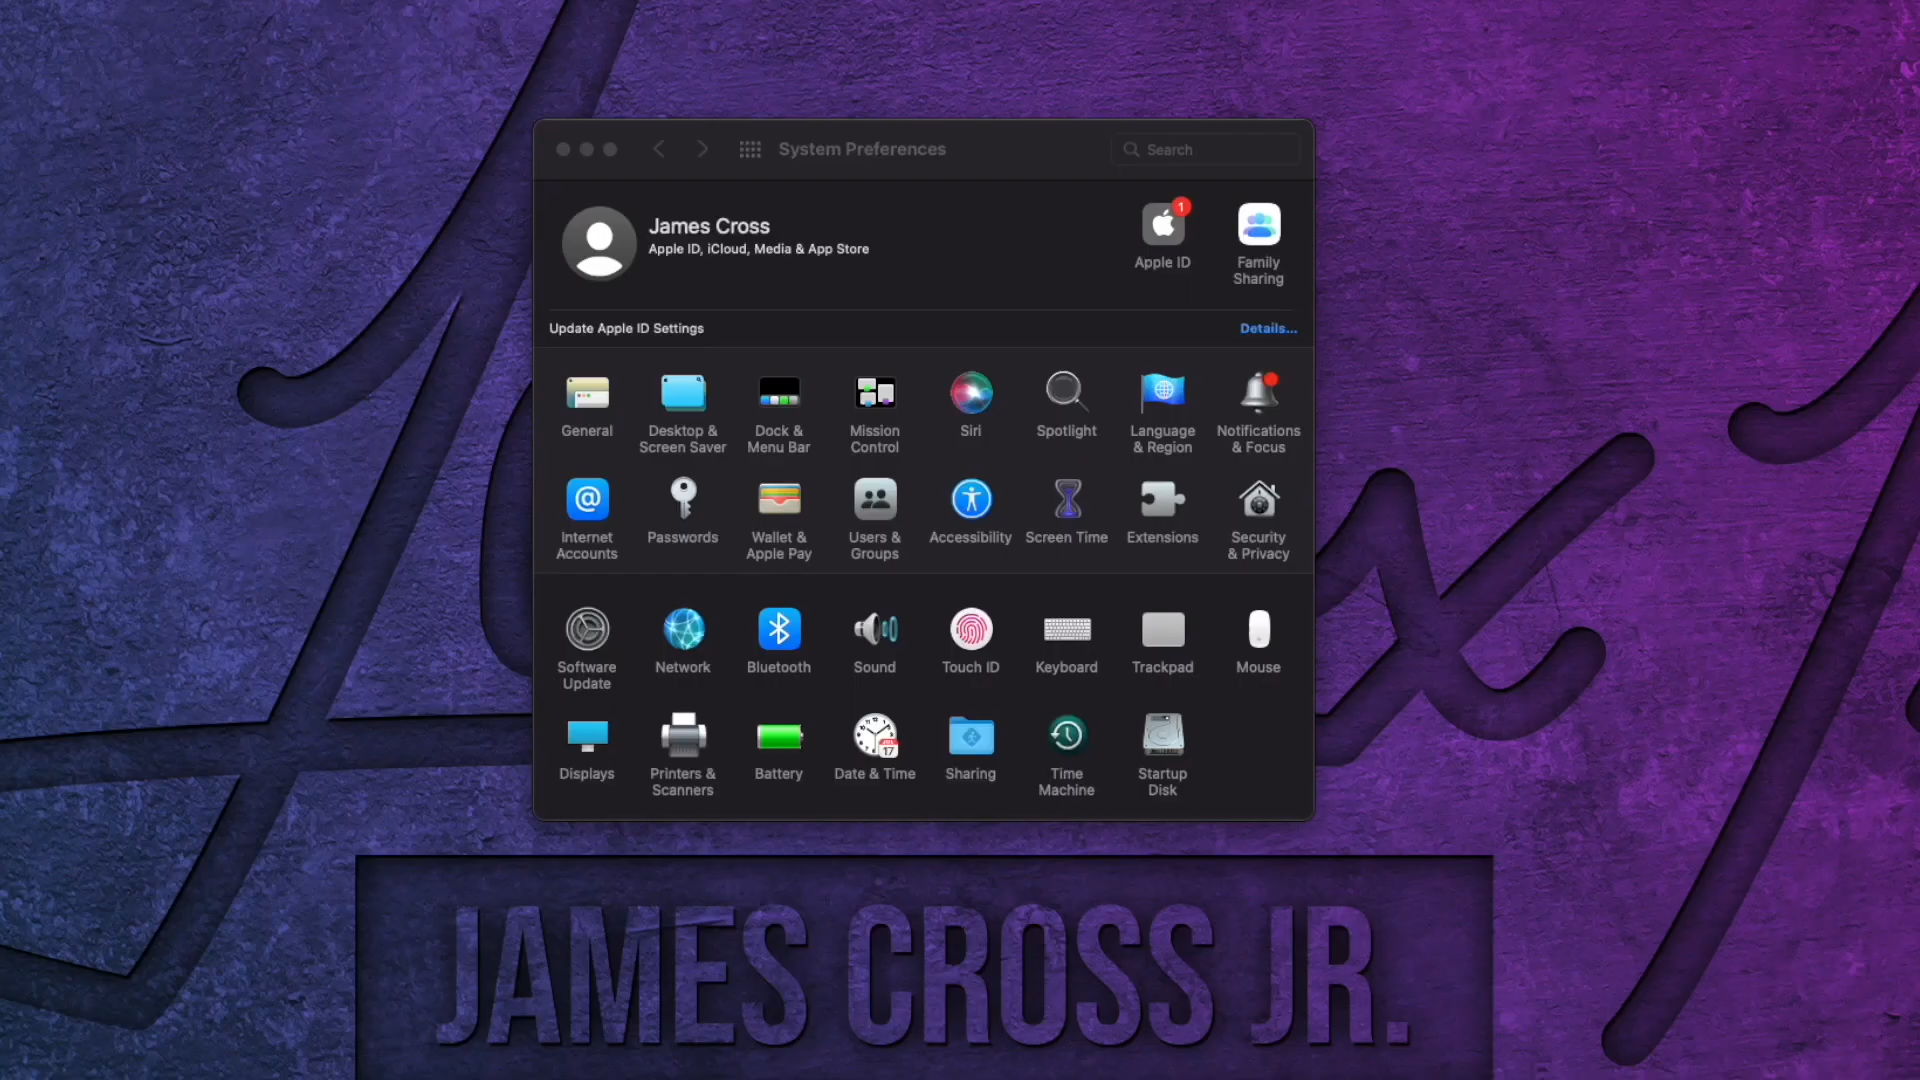 System Preferences
Search
James Cross
Apple ID, iCloud, Media & App Store
1
Apple ID
Family
Sharing
Update Apple ID Settings
Details...
General
Desktop &
Screen Saver
Dock &
Menu Bar
Mission
Control
Siri
Spotlight
Language
& Region
Notifications
& Focus
@
Internet
Accounts
Passwords
Wallet &
Apple Pay
Users &
Groups
Accessibility
Screen Time
Extensions
Security
& Privacy
Software
Update
Network
Bluetooth
Sound
Touch ID
Keyboard
Trackpad
Mouse
Displays
Printers &
Scanners
Battery
JUL
17
Date & Time
Sharing
Time
Machine
Startup
Disk
JAMES CROSS JR.